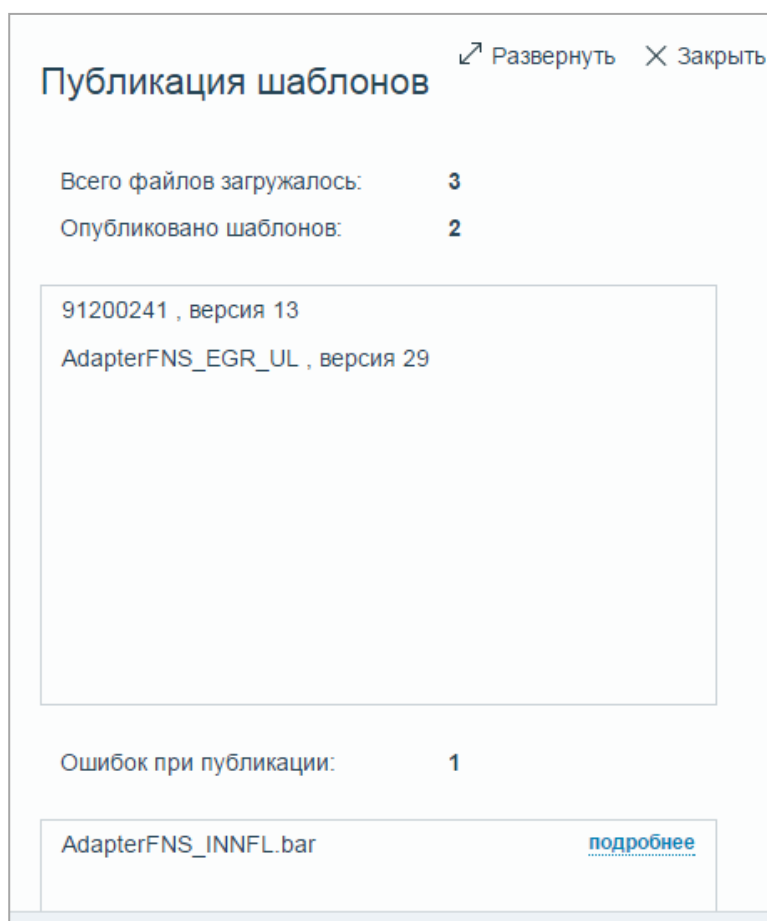 Развернуть Закрыть
Публикация шаблонов
Всего файлов загружалось: 3
Опубликовано шаблонов: 2
91200241 , версия 13
AdapterFNS_EGR_UL , версия 29
Ошибок при публикации: 1
AdapterFNS_INNFL.bar подробнее